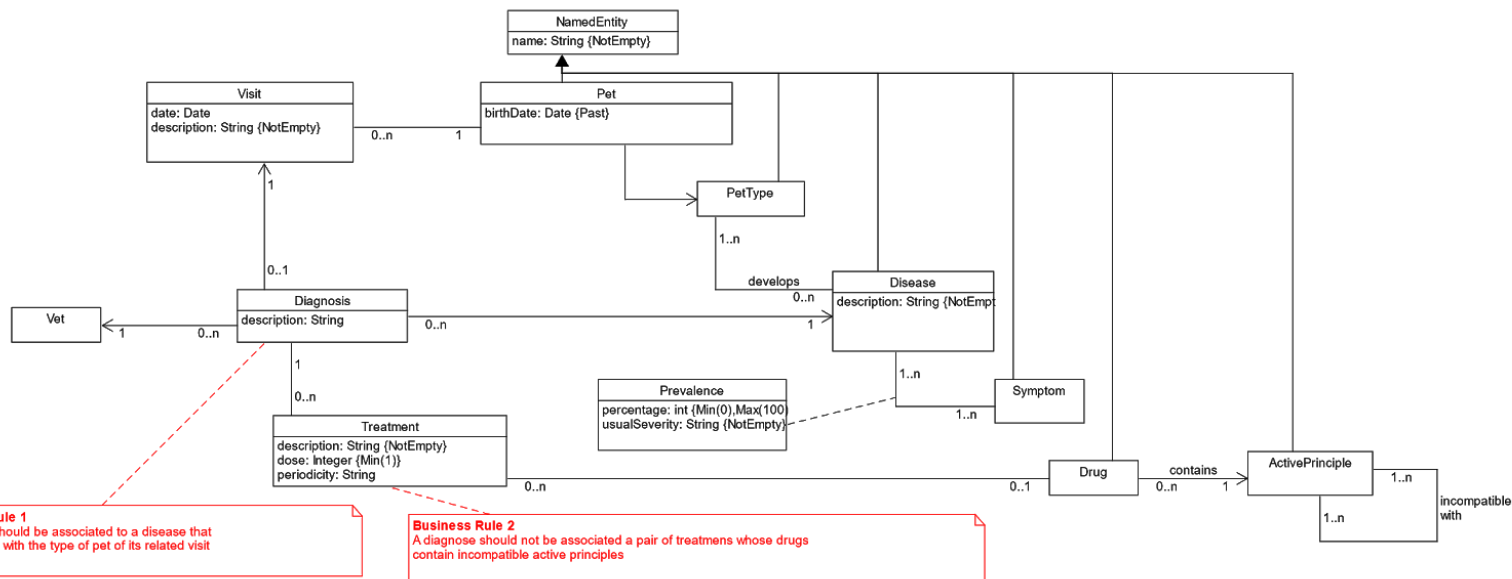 NamedEntity
name: String {NotEmpty}
Visit
date: Date
description: String {NotEmpty}
Pet
birthDate: Date {Past}
0..n
1
PetType
1
1..n
0..1
develops
0..n
Disease
description: String {NotEmpt
Diagnosis
description: String
Vet
1
0..n
0..n
1
1
0..n
1..n
Prevalence
percentage: int {Min(0),Max(100)
usualSeverity: String {NotEmpty}
Symptom
1..n
Treatment
description: String {NotEmpty}
dose: Integer {Min(1)}
periodicity: String
0..n
0..1
Drug
contains
0..n
1
ActivePrinciple
1..n
1..n
incompatible
with
ule 1
hould be associated to a disease that
with the type of pet of its related visit
Business Rule 2
A diagnose should not be associated a pair of treatmens whose drugs
contain incompatible active principles